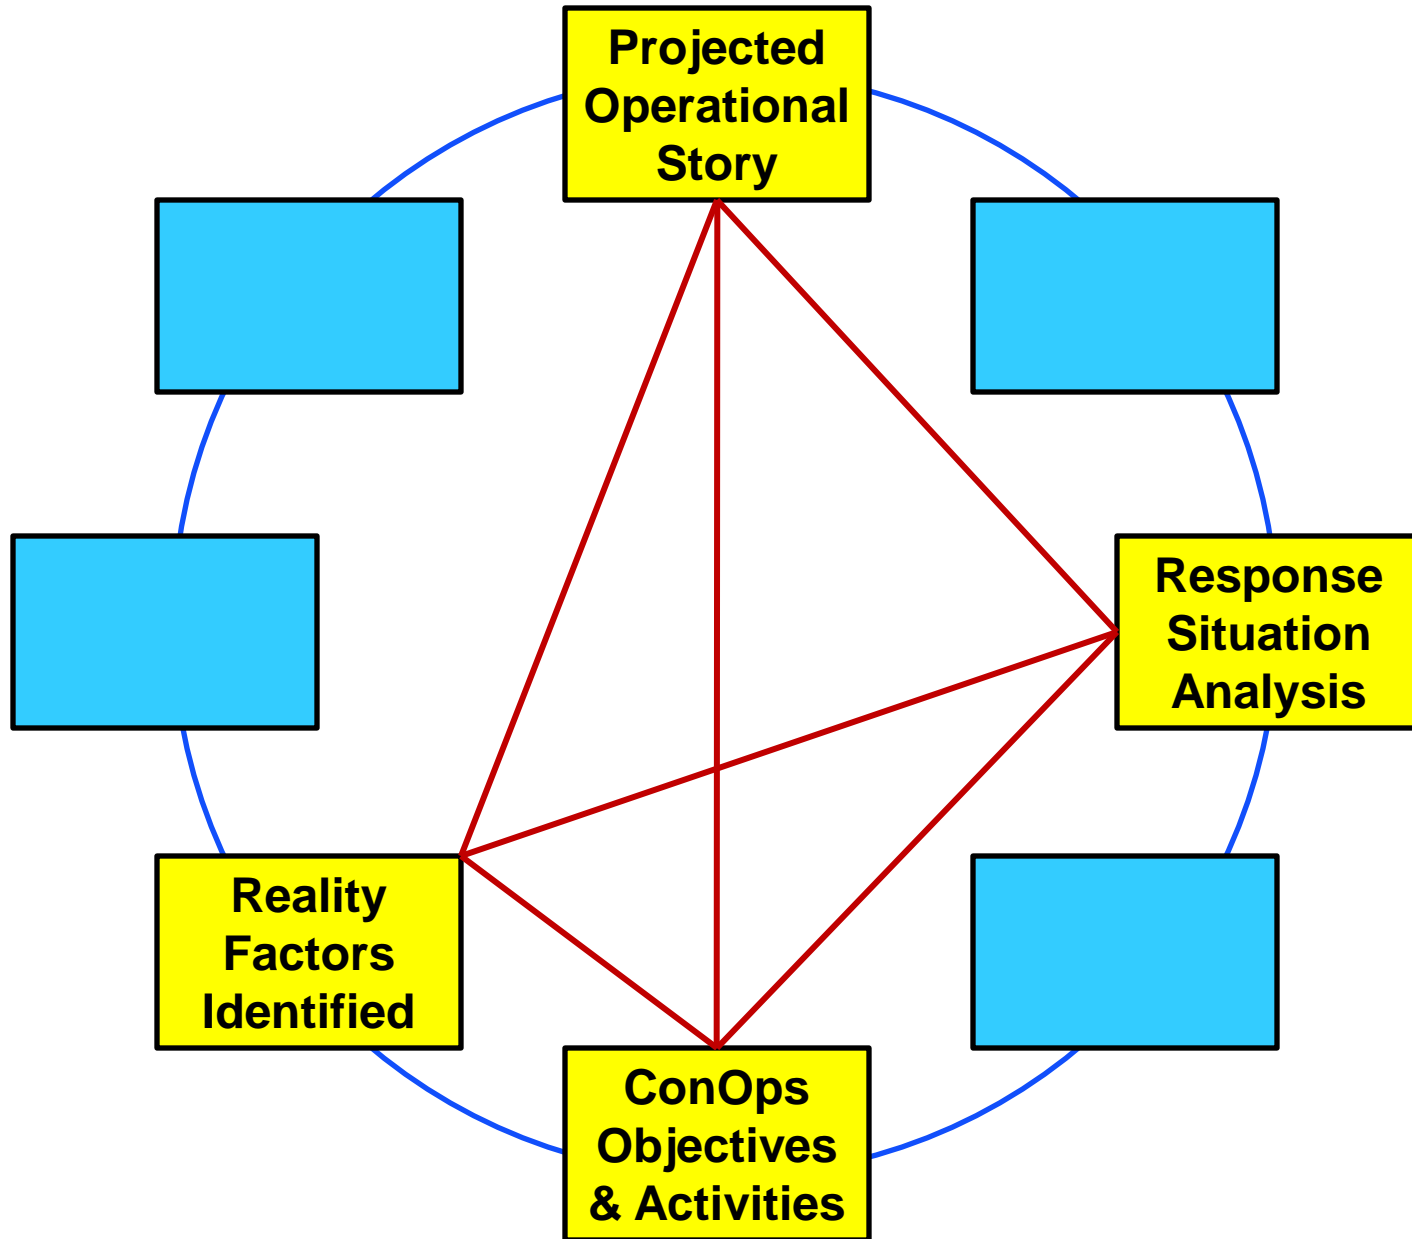 Projected
Operational
Story
Response
Situation
Analysis
Reality
Factors
Identified
ConOps
Objectives
& Activities